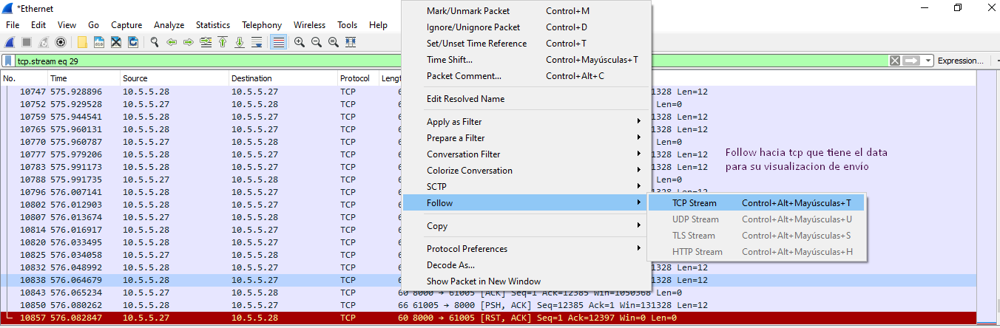 *Ethernet
File Edit View Go Capture Analyze Statistics Telephony Wireless Tools Help
tcp.stream eq 29
Expression...
No. Time Source Destination Protocol Lengt
10747 575.928896 10.5.5.28 10.5.5.27 TCP 6 1328 Len=12
10752 575.929528 10.5.5.27 10.5.5.28 TCP 6 Len=0
10759 575.944541 10.5.5.28 10.5.5.27 TCP 6 1328 Len=12
10765 575.960131 10.5.5.28 10.5.5.27 TCP 6 1328 Len=12
10770 575.960787 10.5.5.27 10.5.5.28 TCP 6 Len=0
10777 575.979206 10.5.5.28 10.5.5.27 TCP 6 1328 Len=12
10783 575.991173 10.5.5.28 10.5.5.27 TCP 6 1328 Len=12
10788 575.991735 10.5.5.27 10.5.5.28 TCP 6 Len=0
10796 576.007141 10.5.5.28 10.5.5.27 TCP 6 1328 Len=12
10802 576.012903 10.5.5.28 10.5.5.27 TCP 6
10807 576.013674 10.5.5.27 10.5.5.28 TCP 6
10814 576.016917 10.5.5.28 10.5.5.27 TCP 6
10820 576.033495 10.5.5.28 10.5.5.27 TCP 6
10825 576.034058 10.5.5.27 10.5.5.28 TCP 6
10832 576.048992 10.5.5.28 10.5.5.27 TCP 6 1328 Len=12
10838 576.064679 10.5.5.28 10.5.5.27 TCP 6 1328 Len=12
10843 576.065234 10.5.5.27 10.5.5.28 TCP 60 8000 → 61005 [ACK] Seq=1 Ack=12385 Win=1050368 Len=0
10850 576.080262 10.5.5.28 10.5.5.27 TCP 66 61005 → 8000 [PSH, ACK] Seq=12385 Ack=1 Win=131328 Len=12
10857 576.082847 10.5.5.27 10.5.5.28 TCP 60 8000 → 61005 [RST, ACK] Seq=1 Ack=12397 Win=0 Len=0
Mark/Unmark Packet Control+M
Ignore/Unignore Packet Control+D
Set/Unset Time Reference Control+T
Time Shift... Control+Mayúsculas+T
Packet Comment... Control+Alt+C
Edit Resolved Name
Apply as Filter
Prepare a Filter
Conversation Filter
Colorize Conversation
SCTP
Follow
Copy
Protocol Preferences
Decode As...
Show Packet in New Window
TCP Stream Control+Alt+Mayúsculas+T
UDP Stream Control+Alt+Mayúsculas+U
TLS Stream Control+Alt+Mayúsculas+S
HTTP Stream Control+Alt+Mayúsculas+H
Follow hacia tcp que tiene el data
para su visualizacion de envío